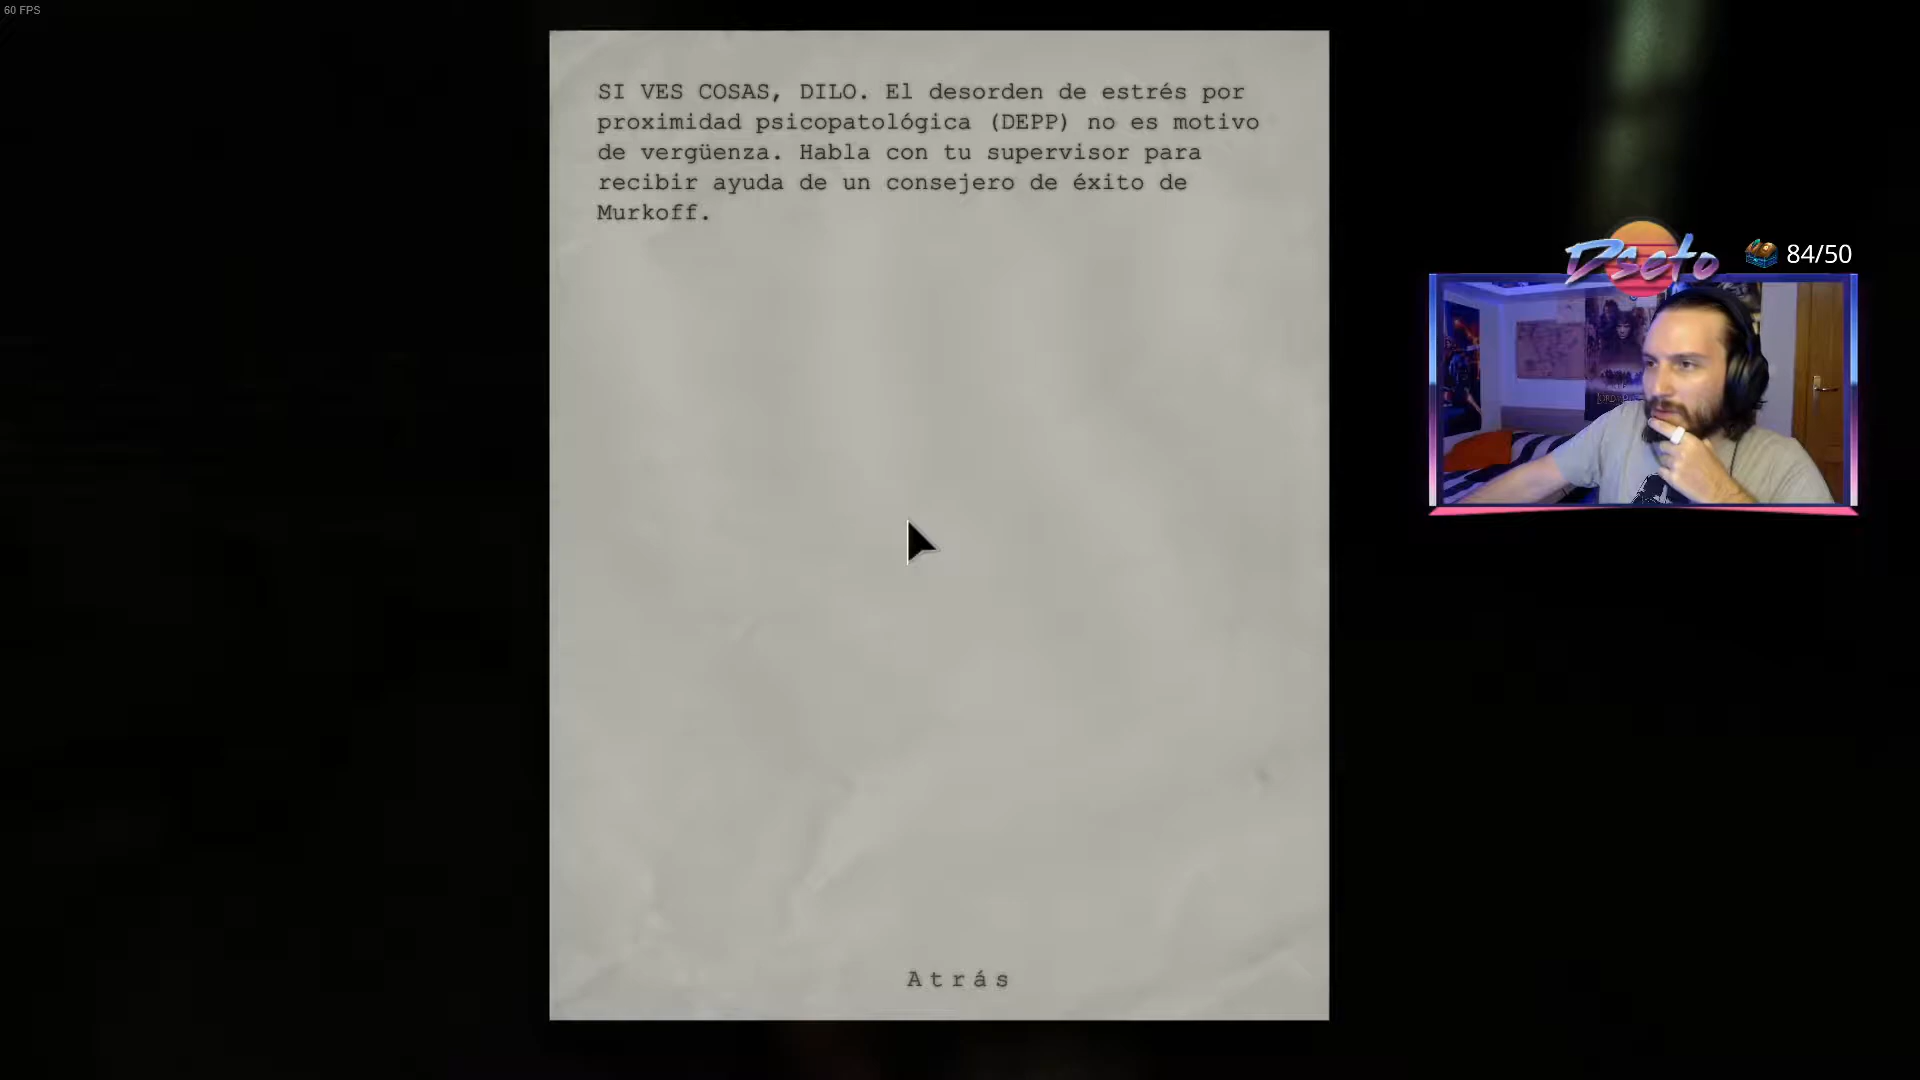 60 FPS
SI VES COSAS, DILO. El desorden de estrés por
proximidad psicopatológica (DEPP) no es motivo
de vergüenza. Habla con tu supervisor para
recibir ayuda de un consejero de éxito de
Murkoff.
Dseto
84/50
Atrás